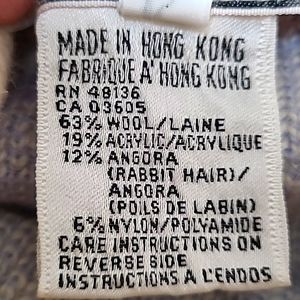 MADE IN HONG KONG
FABRIQUE A' HONG KONG
RN 48136
CA 03605
63% WOOL/LAINE
19% ACRYLIC/ACRYLIQUE
12% ANGORA
(RABBIT HAIR)/
ANGORA
(POILS DE LABIN)
6% NYLON/POLYAMIDE
CARE INSTRUCTIONS ON
REVERSE SIDE
INSTRUCTIONS A L'ENDOS